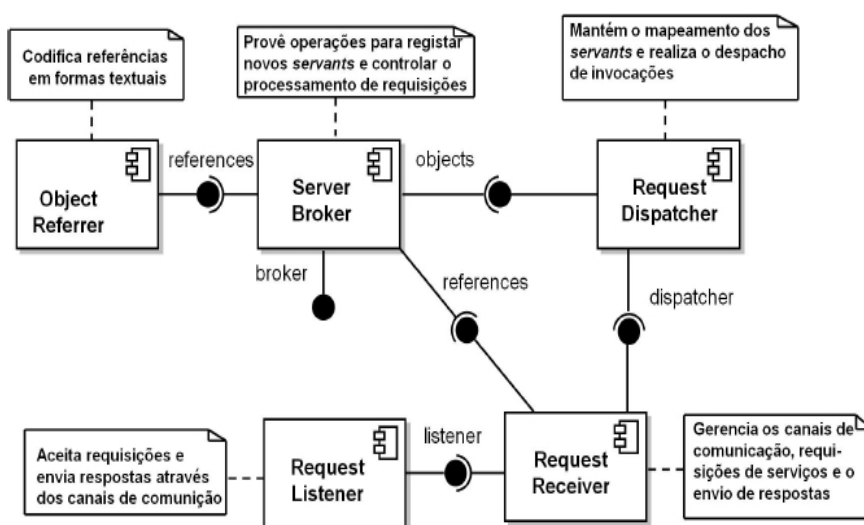 Codifica referências
em formas textuais
Provê operações para registar
novos servants e controlar o
processamento de requisições
Mantém o mapeamento dos
servants e realiza o despacho
de invocações
Object
Referrer
references
Server
Broker
objects
Request
Dispatcher
broker
references
dispatcher
Aceita requisições e
envia respostas através
dos canais de comunição
Request
Listener
listener
Request
Receiver
Gerencia os canais de
comunicação, requi-
sições de serviços e o
envio de respostas